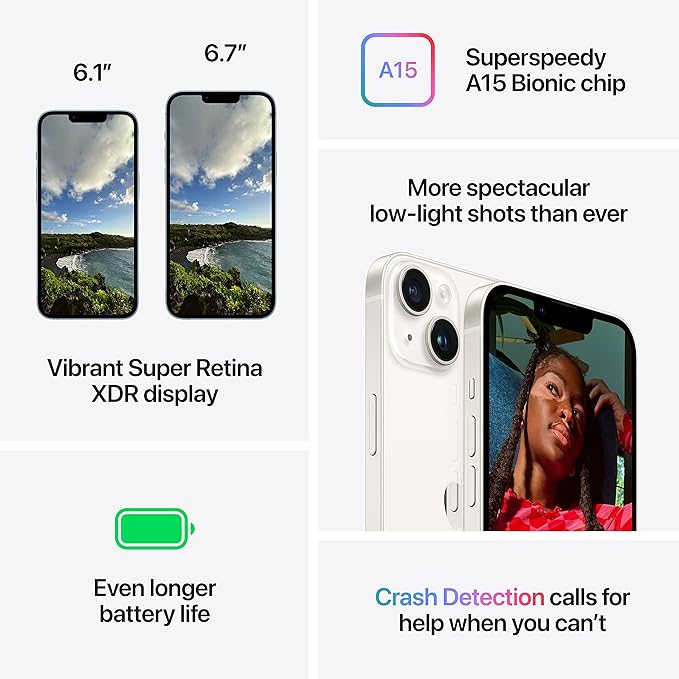 6.1”
6.7”
Vibrant Super Retina
XDR display
A15
Superspeedy
A15 Bionic chip
More spectacular
low-light shots than ever
Even longer
battery life
Crash Detection calls for
help when you can’t